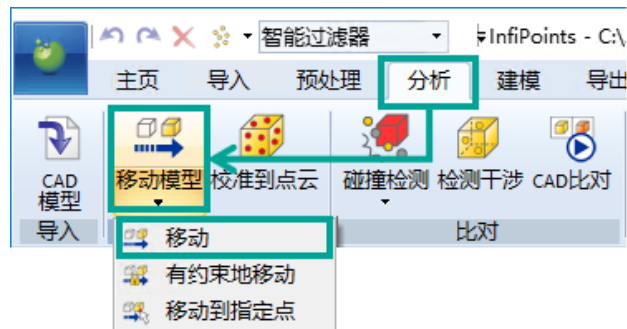 智能过滤器 InfiPoints - C:\
主页 导入 预处理 分析 建模 导出
CAD 模型 移动模型 校准到点云 碰撞检测 检测干涉 CAD比对
导入 比对
移动
有约束地移动
移动到指定点